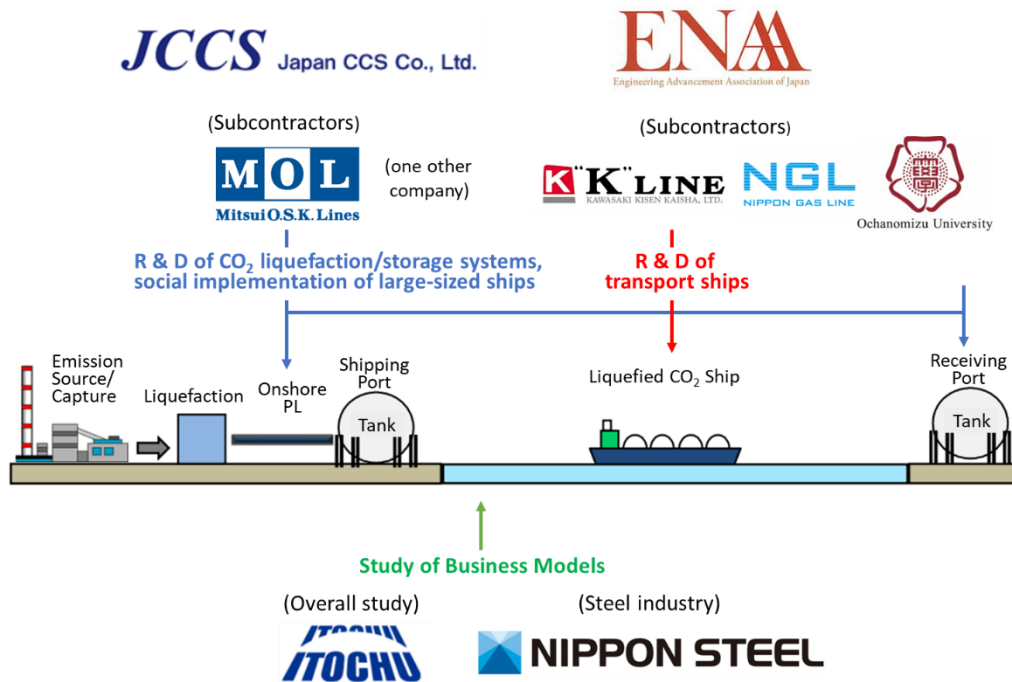 JCCS Japan CCS Co., Ltd.
ENAA
Engineering Advancement Association of Japan
(Subcontractors)
MOL
Mitsui O.S.K. Lines
(one other
company)
(Subcontractors)
K "K" LINE
KAWASAKI KISEN KAISHA, LTD.
NGL
NIPPON GAS LINE
Ochanomizu University
R & D of CO₂ liquefaction/storage systems,
social implementation of large-sized ships
R & D of
transport ships
Emission
Source/
Capture
Liquefaction
Onshore
PL
Shipping
Port
Tank
Liquefied CO₂ Ship
Receiving
Port
Tank
Study of Business Models
(Overall study)
ITOCHU
ITOCHU
(Steel industry)
NIPPON STEEL